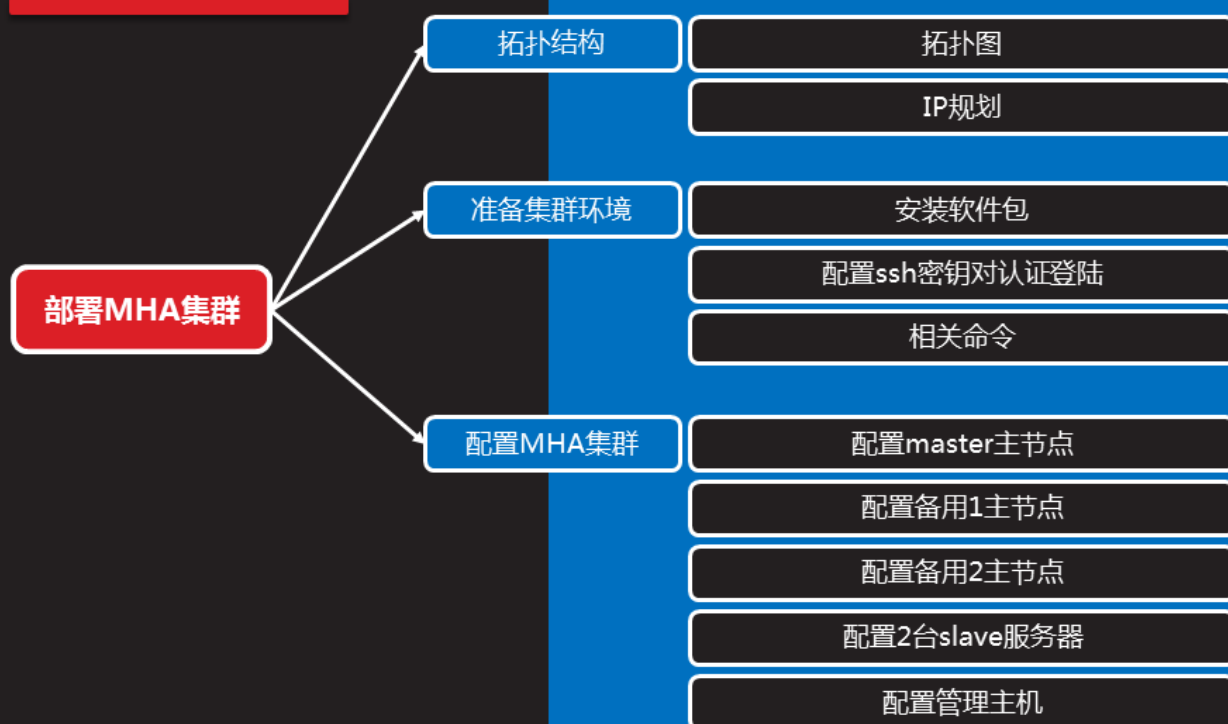 部署MHA集群
拓扑结构
拓扑图
IP规划
准备集群环境
安装软件包
配置ssh密钥对认证登陆
相关命令
配置MHA集群
配置master主节点
配置备用1主节点
配置备用2主节点
配置2台slave服务器
配置管理主机